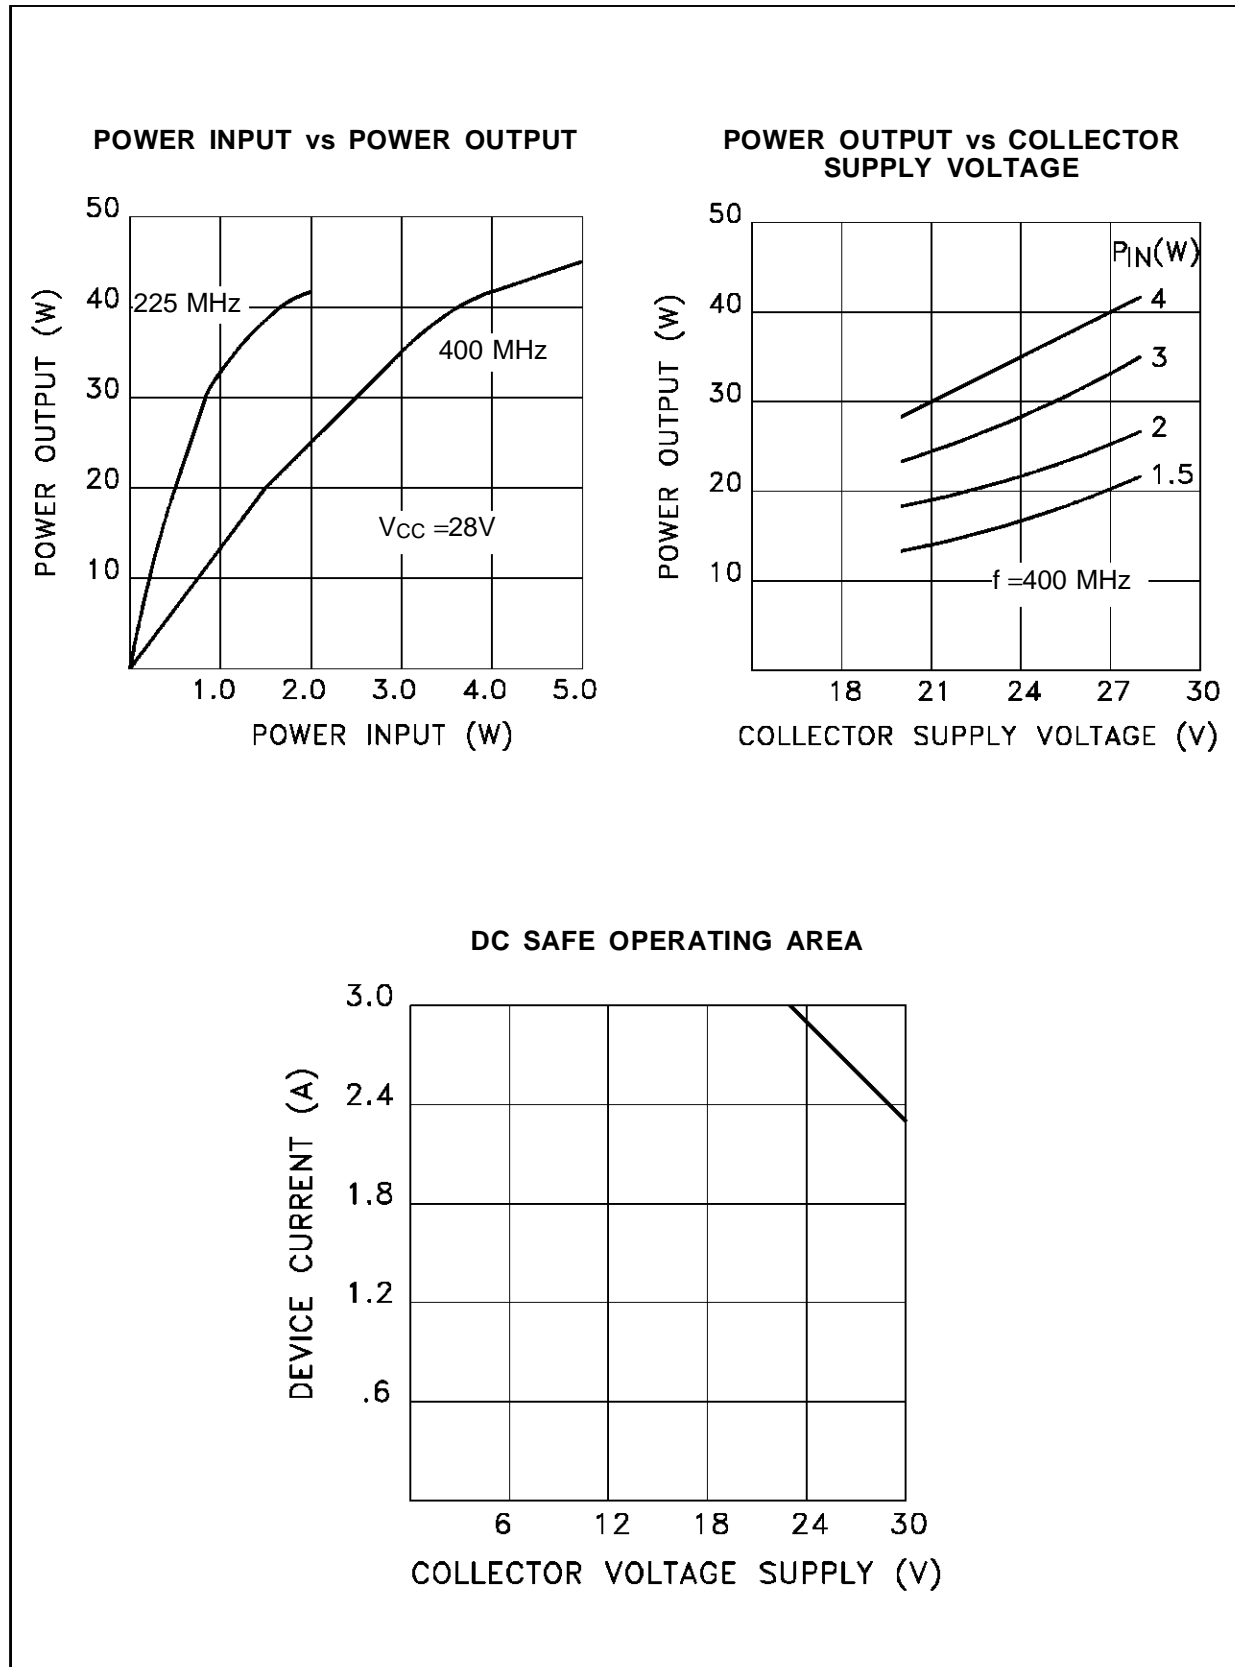 POWER INPUT vs POWER OUTPUT
50
40
30
20
10
1.0 2.0 3.0 4.0 5.0
POWER OUTPUT (W)
POWER INPUT (W)
225 MHz
400 MHz
VCC =28V
POWER OUTPUT vs COLLECTOR
SUPPLY VOLTAGE
50
40
30
20
10
18 21 24 27 30
POWER OUTPUT (W)
COLLECTOR SUPPLY VOLTAGE (V)
PIN(W)
4
3
2
1.5
f =400 MHz
DC SAFE OPERATING AREA
3.0
2.4
1.8
1.2
.6
6 12 18 24 30
DEVICE CURRENT (A)
COLLECTOR VOLTAGE SUPPLY (V)